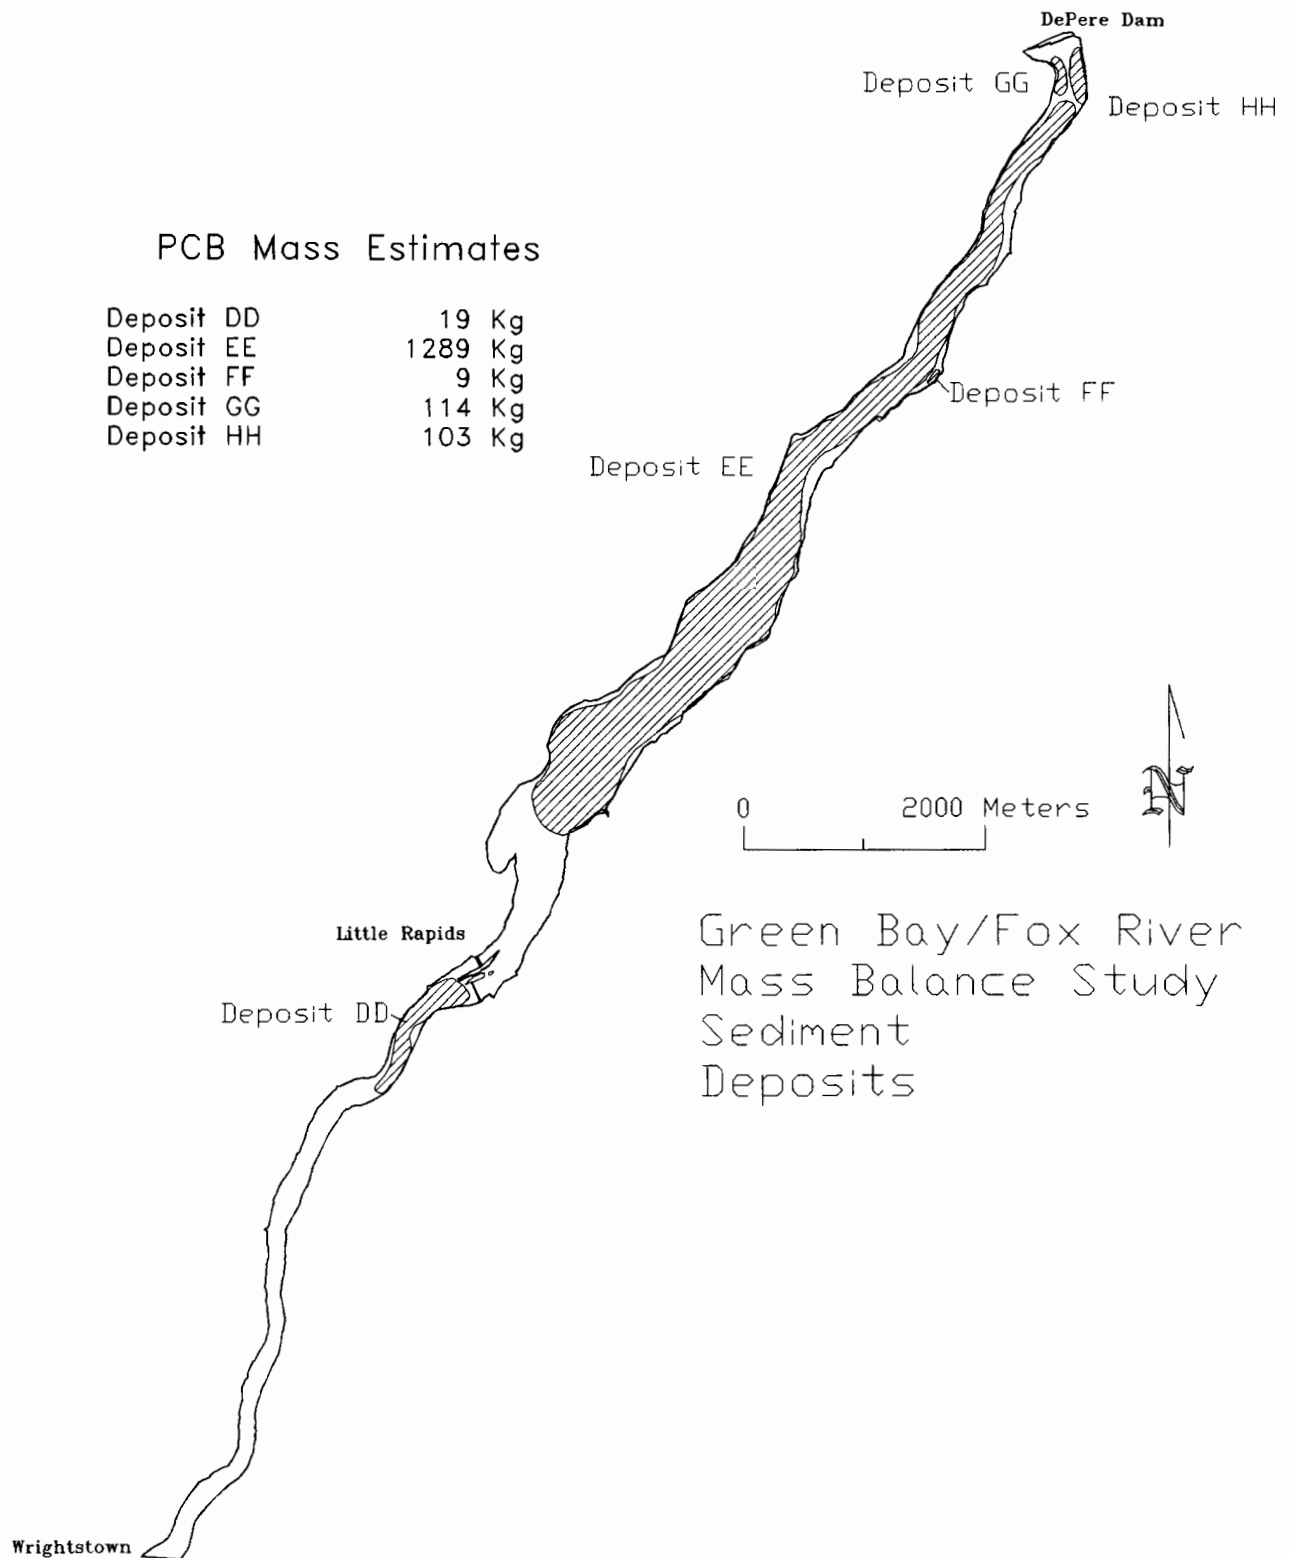 DePere Dam
Deposit GG
Deposit HH
PCB Mass Estimates
Deposit DD 19 Kg
Deposit EE 1289 Kg
Deposit FF 9 Kg
Deposit GG 114 Kg
Deposit HH 103 Kg
Deposit FF
Deposit EE
0 2000 Meters
N
Green Bay/Fox River
Mass Balance Study
Sediment
Deposits
Little Rapids
Deposit DD
Wrightstown